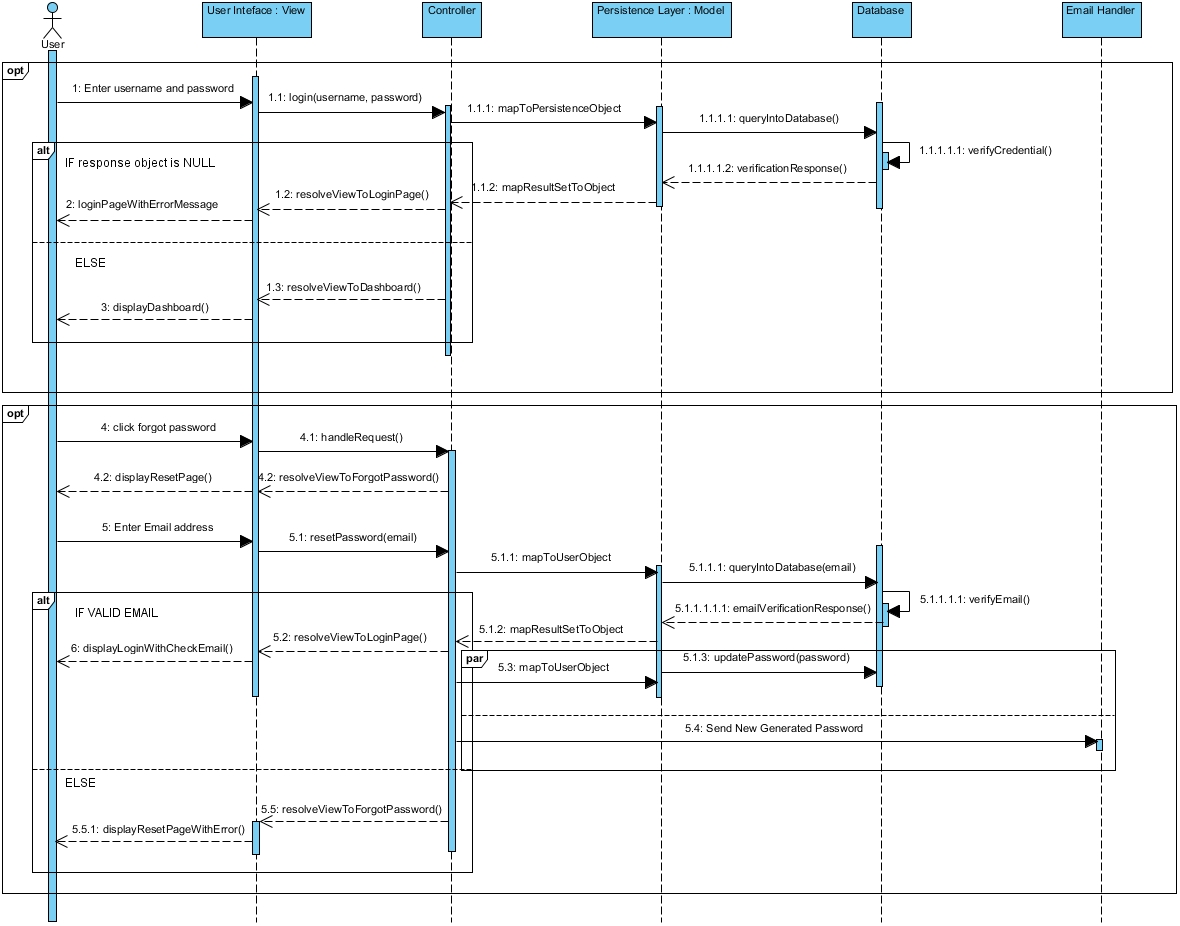 User Inteface : View
Controller
Persistence Layer : Model
Database
Email Handler
User
opt
1: Enter username and password
1.1: login(username, password)
1.1.1: mapToPersistenceObject
1.1.1.1: queryIntoDatabase()
1.1.1.1.1: verifyCredential()
alt
IF response object is NULL
1.1.1.1.2: verificationResponse()
1.1.2: mapResultSetToObject
1.2: resolveViewToLoginPage()
2: loginPageWithErrorMessage
ELSE
1.3: resolveViewToDashboard()
3: displayDashboard()
opt
4: click forgot password
4.1: handleRequest()
4.2: displayResetPage()
4.2: resolveViewToForgotPassword()
5: Enter Email address
5.1: resetPassword(email)
5.1.1: mapToUserObject
5.1.1.1: queryIntoDatabase(email)
5.1.1.1.1: verifyEmail()
alt
IF VALID EMAIL
5.1.1.1.1.1: emailVerificationResponse()
5.1.2: mapResultSetToObject
5.2: resolveViewToLoginPage()
6: displayLoginWithCheckEmail()
par
5.3: mapToUserObject
5.1.3: updatePassword(password)
5.4: Send New Generated Password
ELSE
5.5: resolveViewToForgotPassword()
5.5.1: displayResetPageWithError()